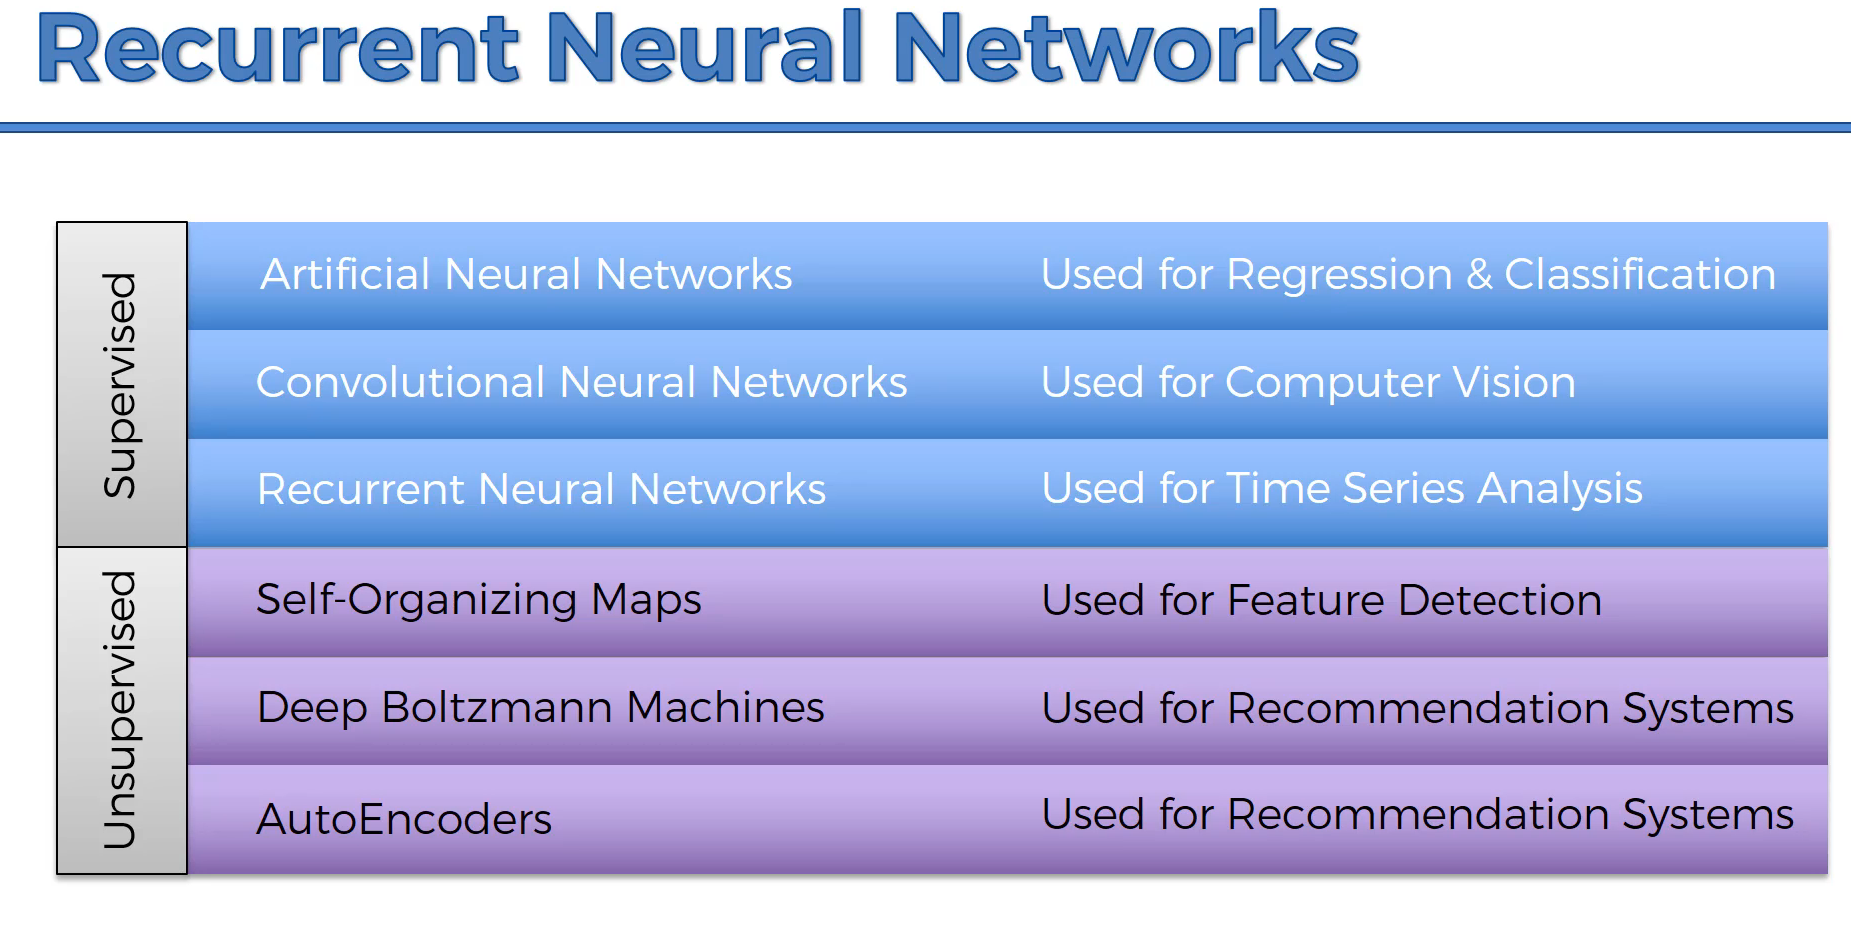 Recurrent Neural Networks
Supervised
Artificial Neural Networks Used for Regression & Classification
Convolutional Neural Networks Used for Computer Vision
Recurrent Neural Networks Used for Time Series Analysis
Unsupervised
Self-Organizing Maps Used for Feature Detection
Deep Boltzmann Machines Used for Recommendation Systems
AutoEncoders Used for Recommendation Systems